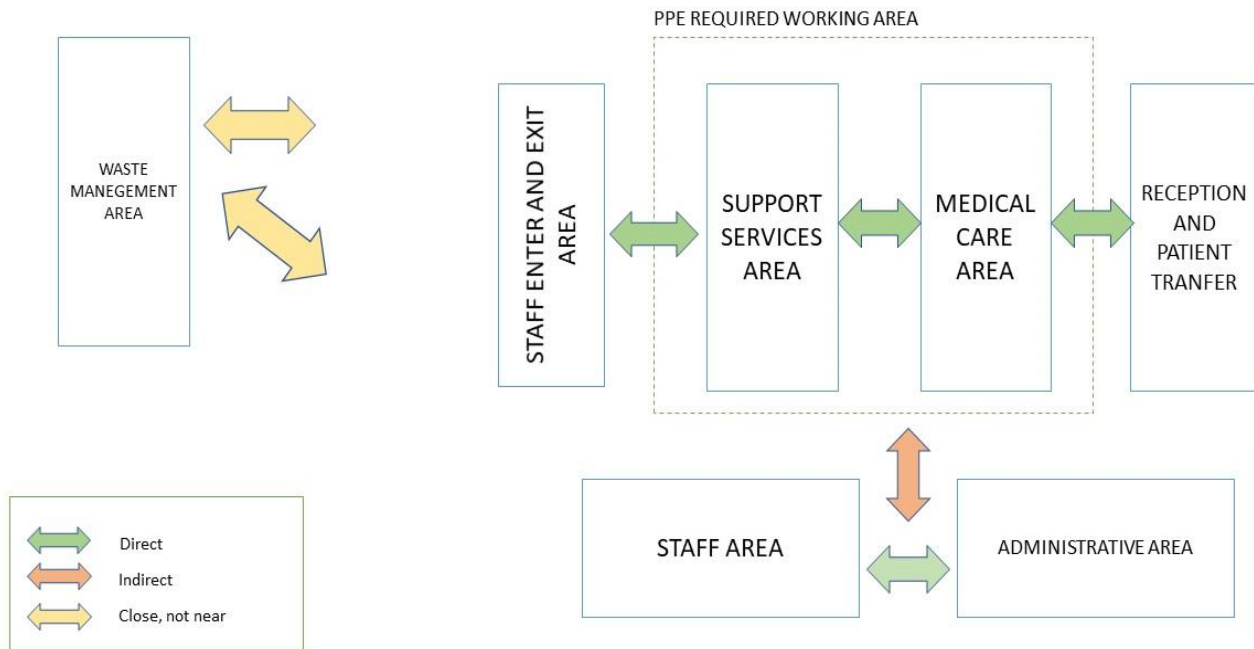 PPE REQUIRED WORKING AREA
WASTE
MANEGEMENT
AREA
STAFF ENTER AND EXIT
AREA
SUPPORT
SERVICES
AREA
MEDICAL
CARE
AREA
RECEPTION
AND
PATIENT
TRANFER
STAFF AREA
ADMINISTRATIVE AREA
Direct
Indirect
Close, not near